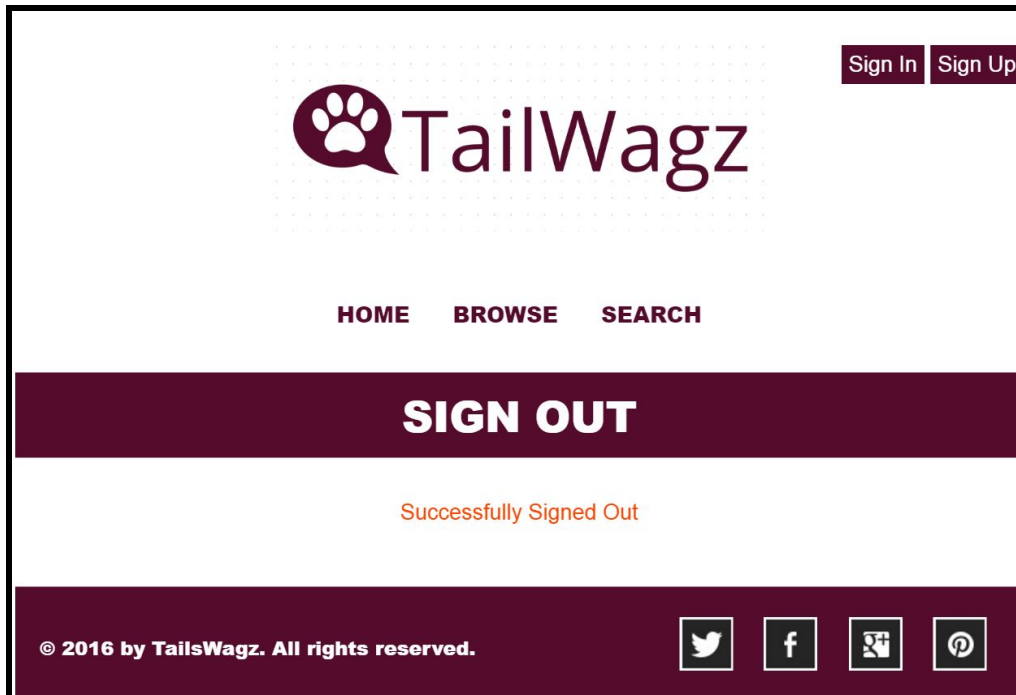 Sign In Sign Up
TailWagz
HOME BROWSE SEARCH
SIGN OUT
Successfully Signed Out
© 2016 by TailsWagz. All rights reserved.